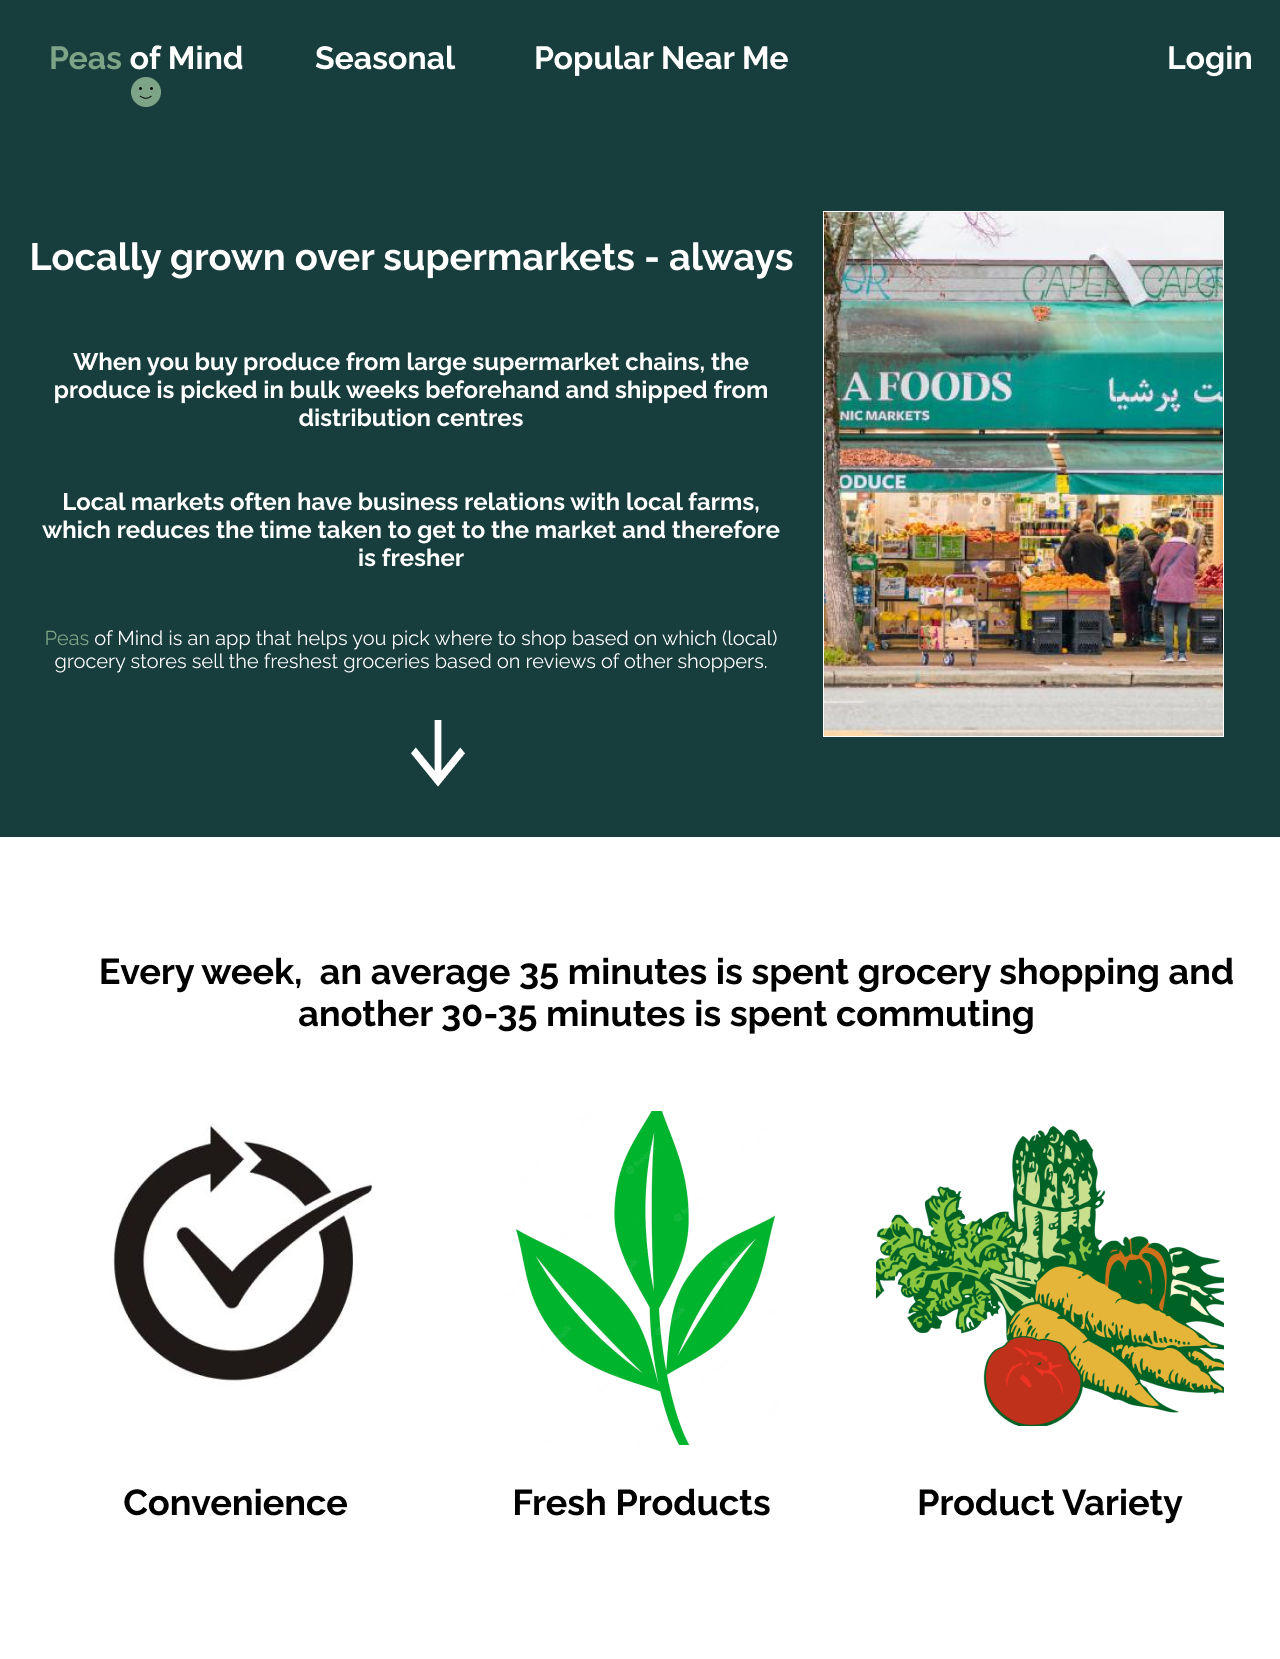 Peas of Mind
Seasonal
Popular Near Me
Login
Locally grown over supermarkets - always
When you buy produce from large supermarket chains, the
produce is picked in bulk weeks beforehand and shipped from
distribution centres
Local markets often have business relations with local farms,
which reduces the time taken to get to the market and therefore
is fresher
Peas of Mind is an app that helps you pick where to shop based on which (local)
grocery stores sell the freshest groceries based on reviews of other shoppers.
CAPER CAPER
A FOODS
ت پرشیا
NIC MARKETS
ODUCE
Every week,  an average 35 minutes is spent grocery shopping and
another 30-35 minutes is spent commuting
Convenience
Fresh Products
Product Variety